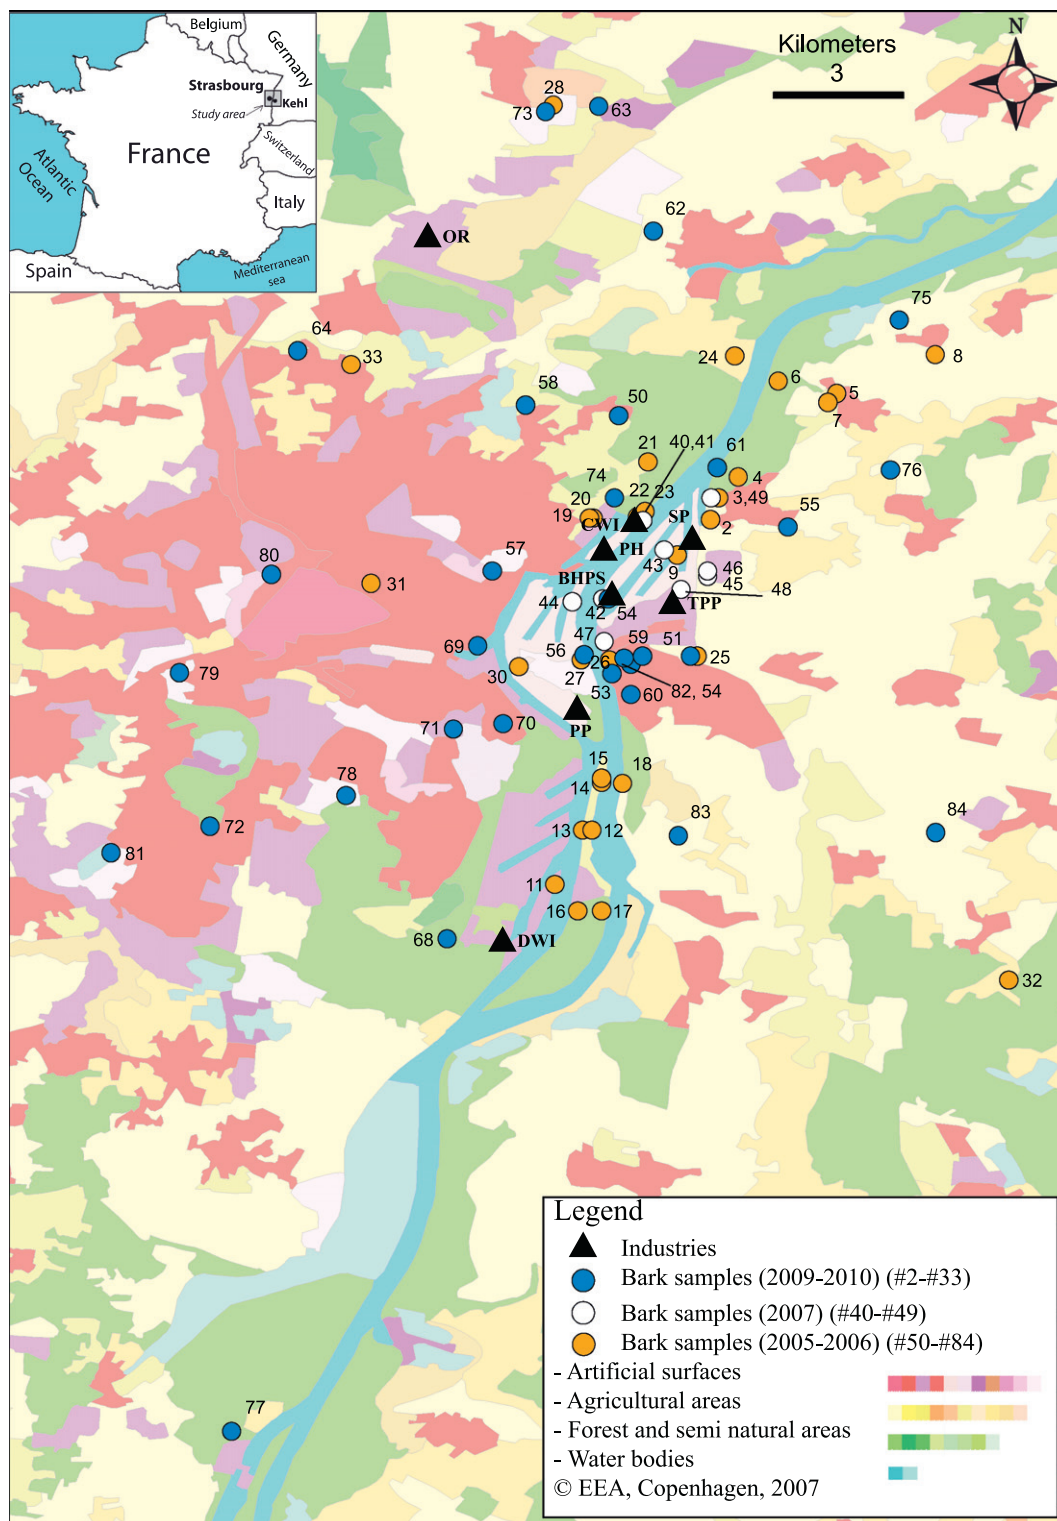 Belgium
Germany
Strasbourg
Kehl
Study area
France
Switzerland
Atlantic
Ocean
Italy
Spain
Mediterranean
sea
Kilometers
3
N
28
73
63
62
OR
75
64
33
24
8
6
5
7
58
50
21
40,41
61
4
76
74
22
23
20
19
CWI
SP
3,49
2
55
PH
43
9
46
45
57
80
31
BHPS
44
42
54
TPP
48
47
69
56
59
51
25
30
27
26
79
53
60
82, 54
71
70
PP
15
14
18
78
72
13
12
83
84
81
11
16
17
68
DWI
32
77
Legend
Industries
Bark samples (2009-2010) (#2-#33)
Bark samples (2007) (#40-#49)
Bark samples (2005-2006) (#50-#84)
- Artificial surfaces
- Agricultural areas
- Forest and semi natural areas
- Water bodies
© EEA, Copenhagen, 2007